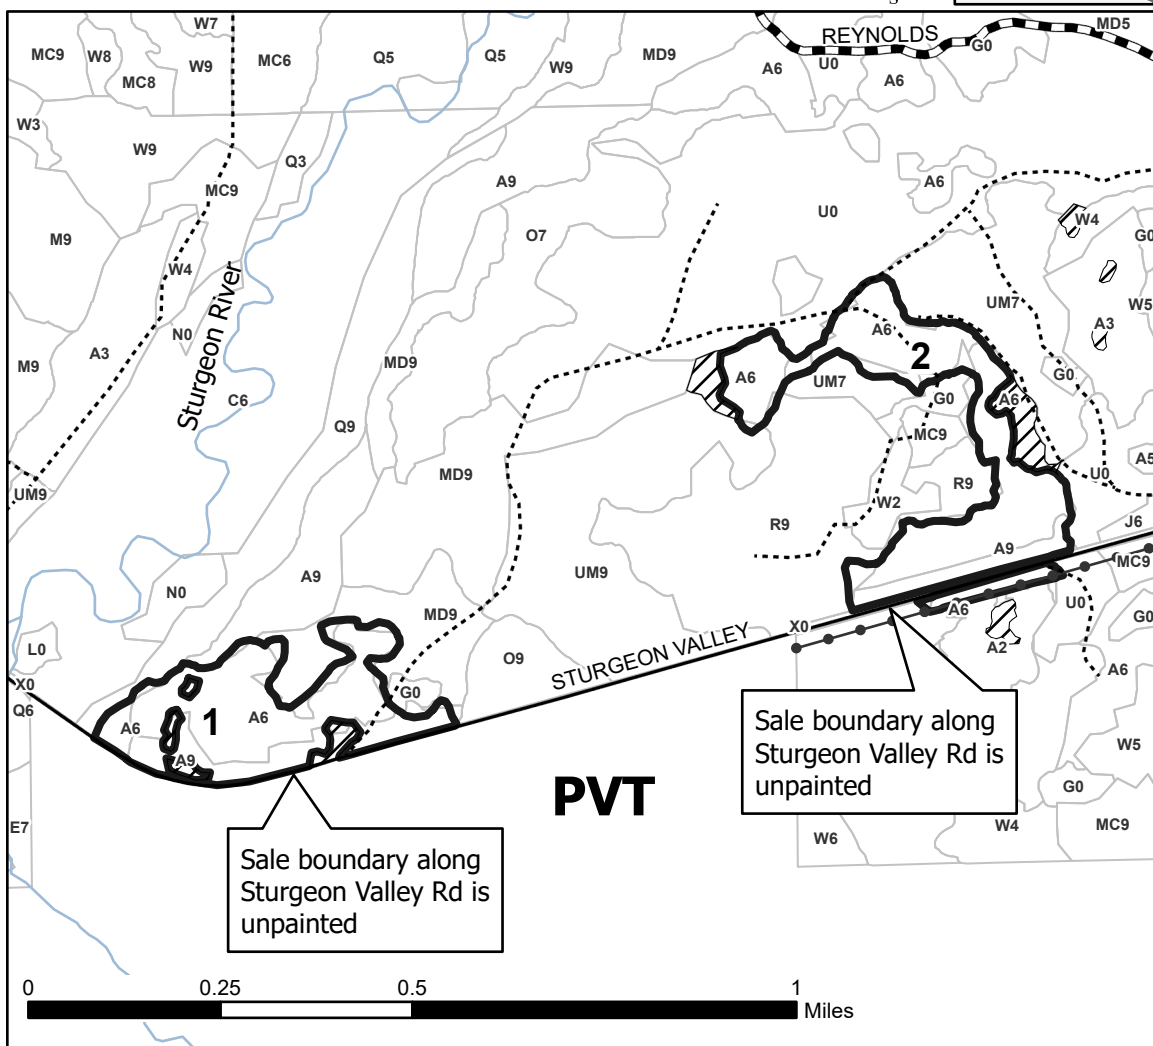 W7
MC9
W8
W9
MC6
Q5
Q5
W9
MD9
REYNOLDS
G0
MD5
MC8
A6
U0
A6
W3
W9
Q3
MC9
A9
A6
U0
W4
M9
O7
G0
W4
Sturgeon River
UM7
W5
N0
A6
A3
A3
M9
MD9
2
A6
UM7
G0
C6
G0
A6
Q9
MC9
MD9
A5
UM9
R9
U0
W2
R9
J6
A9
UM9
A9
MC9
N0
MD9
A6
U0
G0
X0
STURGEON VALLEY
L0
O9
A2
A6
X0
G0
Q6
A6
1
A6
Sale boundary along
Sturgeon Valley Rd is
unpainted
W5
A9
PVT
G0
E7
W6
W4
MC9
Sale boundary along
Sturgeon Valley Rd is
unpainted
0
0.25
0.5
1
Miles